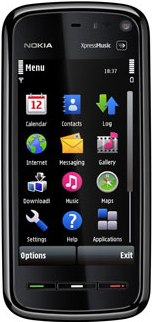 NOKIA XpressMusic
Menu 18:37
12
Calendar Contacts Log
Internet Messaging Gallery
Download! Music Maps
Settings Help Applications
Options Exit